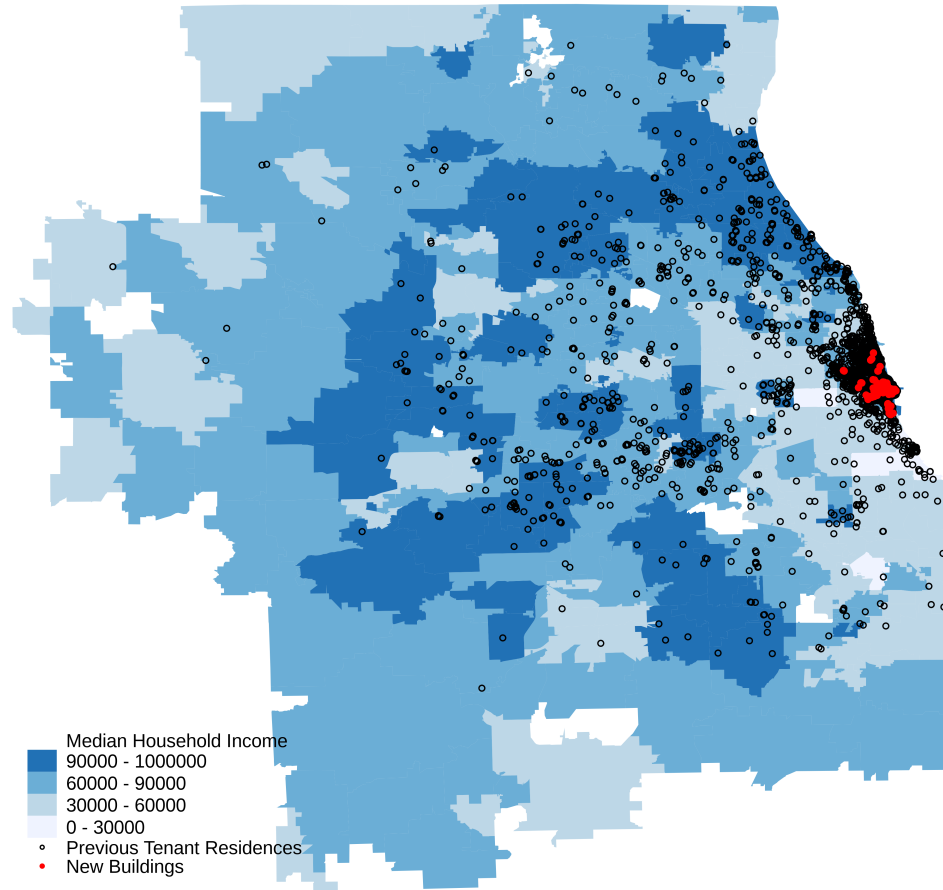 Median Household Income
90000 - 1000000
60000 - 90000
30000 - 60000
0 - 30000
Previous Tenant Residences
New Buildings